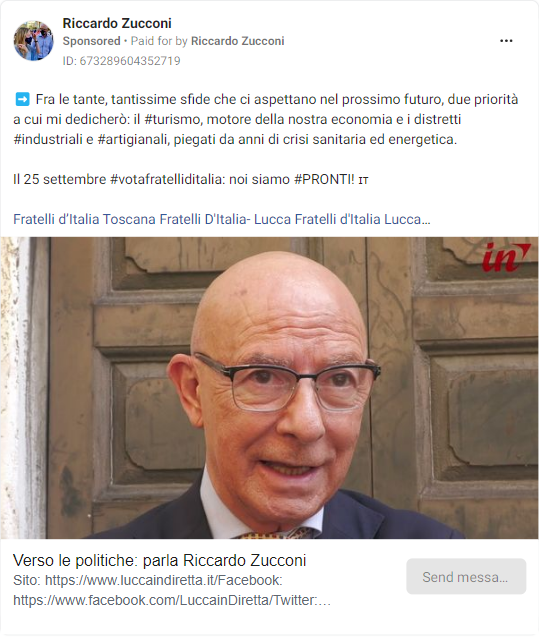 Riccardo Zucconi
Sponsored • Paid for by Riccardo Zucconi
ID: 673289604352719
➡️ Fra le tante, tantissime sfide che ci aspettano nel prossimo futuro, due priorità
a cui mi dedicherò: il #turismo, motore della nostra economia e i distretti
#industriali e #artigianali, piegati da anni di crisi sanitaria ed energetica.
Il 25 settembre #votafratelliditalia: noi siamo #PRONTI! 🇮🇹
Fratelli d'Italia Toscana Fratelli D'Italia- Lucca Fratelli d'Italia Lucca…
in
Verso le politiche: parla Riccardo Zucconi
Sito: https://www.luccaindiretta.it/Facebook:
https://www.facebook.com/LuccainDiretta/Twitter:…
Send messa…